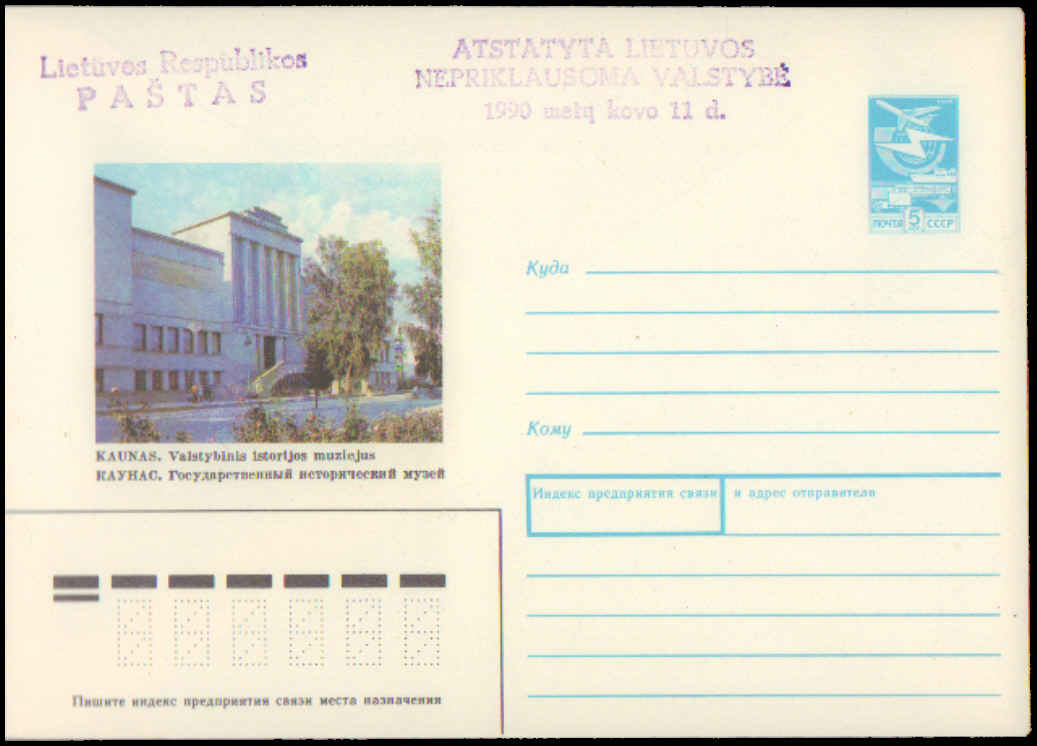 Lietuvos Respublikos
PAŠTAS
ATSTATYTA LIETUVOS
NEPRIKLAUSOMA VALSTYBĖ
1990 metų kovo 11 d.
ПОЧТА 5 СССР
KAUNAS. Valstybinis istorijos muziejus
КАУНАС. Государственный исторический музей
Куда
Кому
Индекс предприятия связи и адрес отправителя
Пишите индекс предприятия связи места назначения